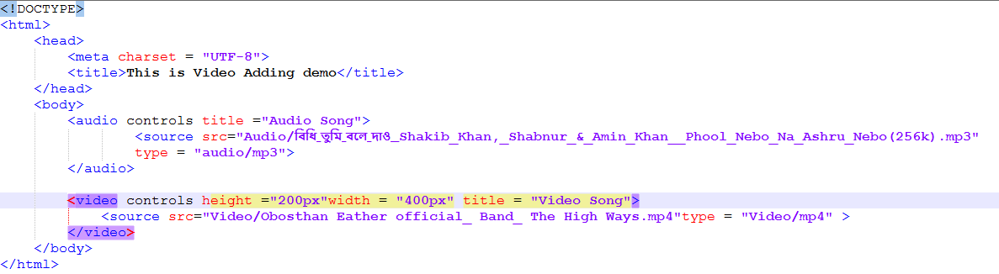 <!DOCTYPE>
<html>
    <head>
        <meta charset = "UTF-8">
        <title>This is Video Adding demo</title>
    </head>
    <body>
        <audio controls title ="Audio Song">
                <source src="Audio/বিধি_তুমি_বলে_দাও_Shakib_Khan,_Shabnur_&_Amin_Khan__Phool_Nebo_Na_Ashru_Nebo(256k).mp3"
                type = "audio/mp3">
        </audio>

        <video controls height ="200px"width = "400px" title = "Video Song">
            <source src="Video/Obosthan Eather official_ Band_ The High Ways.mp4"type = "Video/mp4" >
        </video>
    </body>
</html>